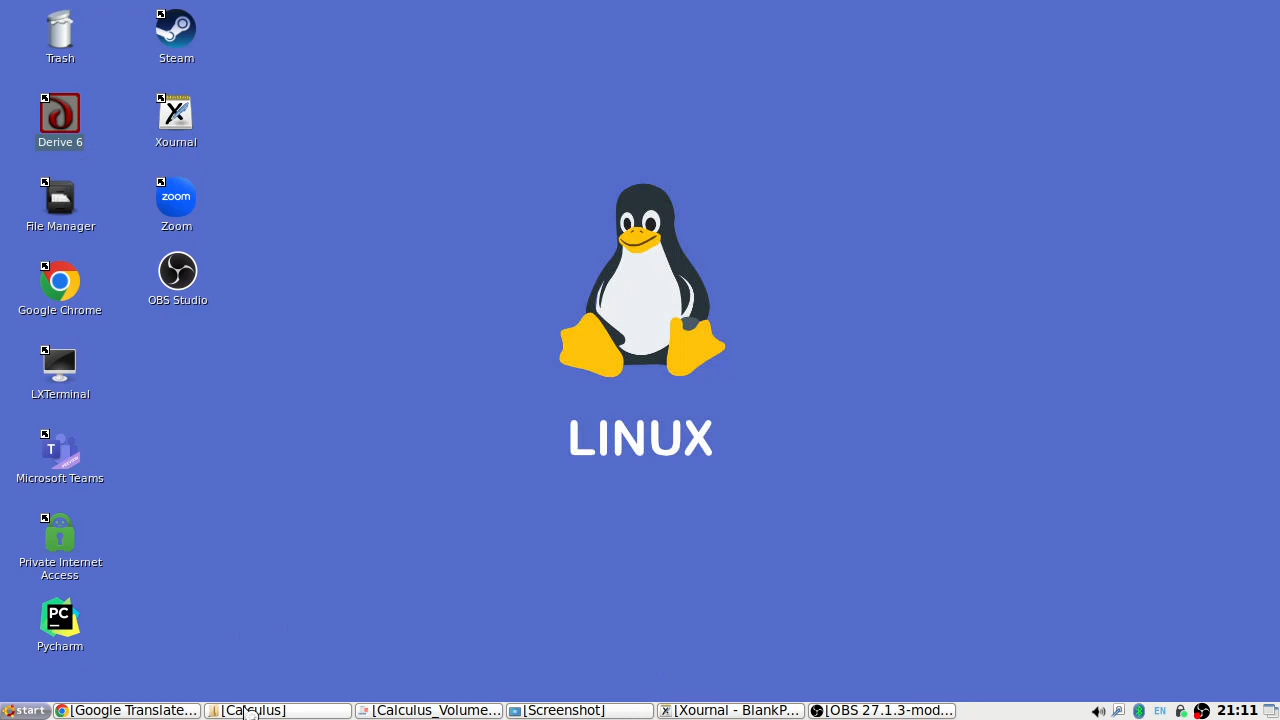 Trash
Steam
Derive 6
Xournal
File Manager
zoom
Zoom
Google Chrome
OBS Studio
LXTerminal
T
Microsoft Teams
Private Internet
Access
PC
Pycharm
LINUX
start
[Google Translate...
[Calculus]
[Calculus_Volume...
[Screenshot]
[Xournal - BlankP...
[OBS 27.1.3-mod...
EN
21:11